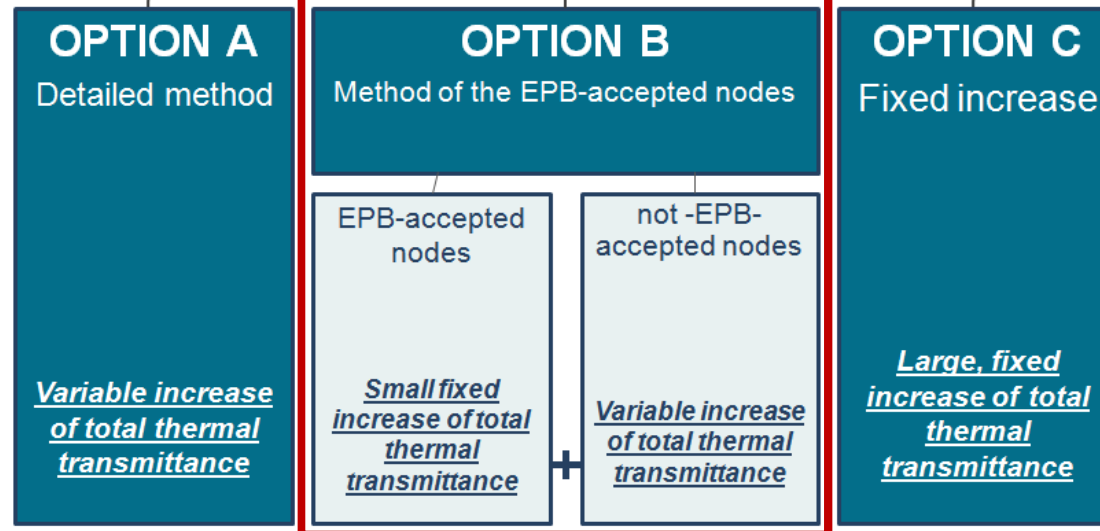 OPTION A
Detailed method
Variable increase
of total thermal
transmittance
OPTION B
Method of the EPB-accepted nodes
EPB-accepted
nodes
Small fixed
increase of total
thermal
transmittance
+
not -EPB-
accepted nodes
Variable increase
of total thermal
transmittance
OPTION C
Fixed increase
Large, fixed
increase of total
thermal
transmittance